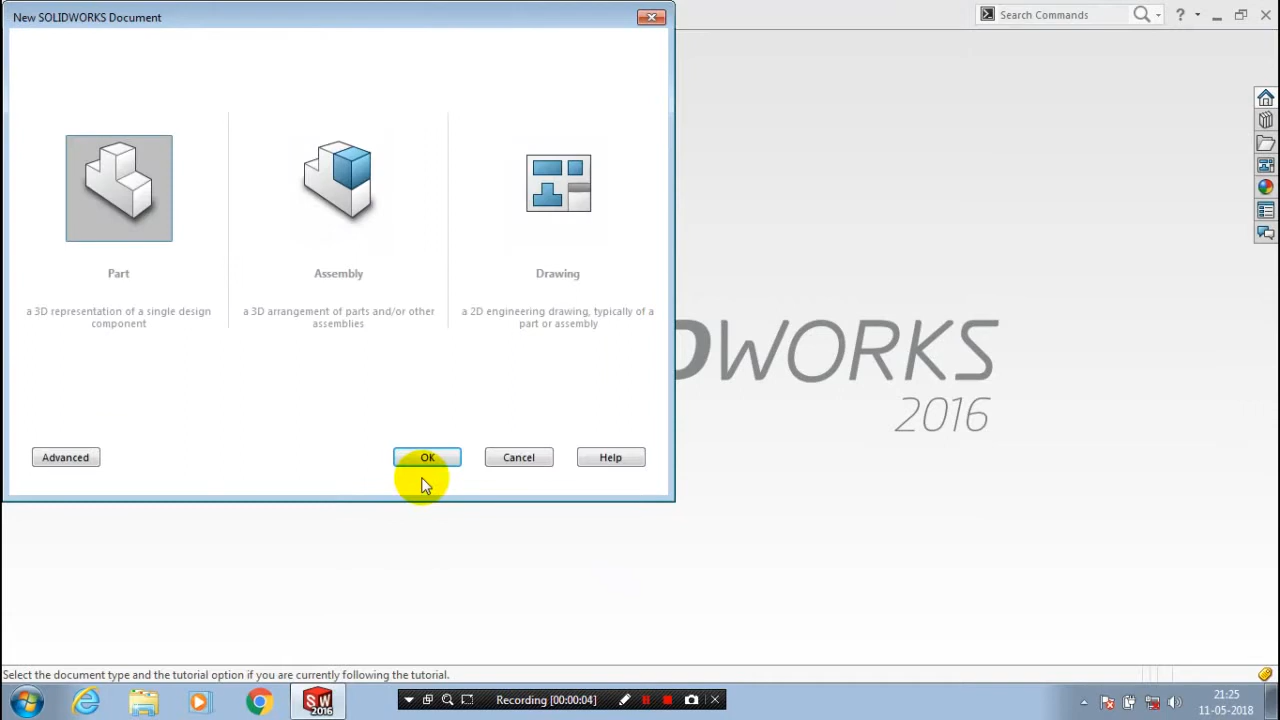 New SOLIDWORKS Document
Search Commands
?
Part
Assembly
Drawing
a 3D representation of a single design
component
a 3D arrangement of parts and/or other
assemblies
a 2D engineering drawing, typically of a
part or assembly
DWORKS
2016
Advanced
OK
Cancel
Help
Select the document type and the tutorial option if you are currently following the tutorial.
SW
2016
Recording [00:00:04]
21:25
11-05-2018